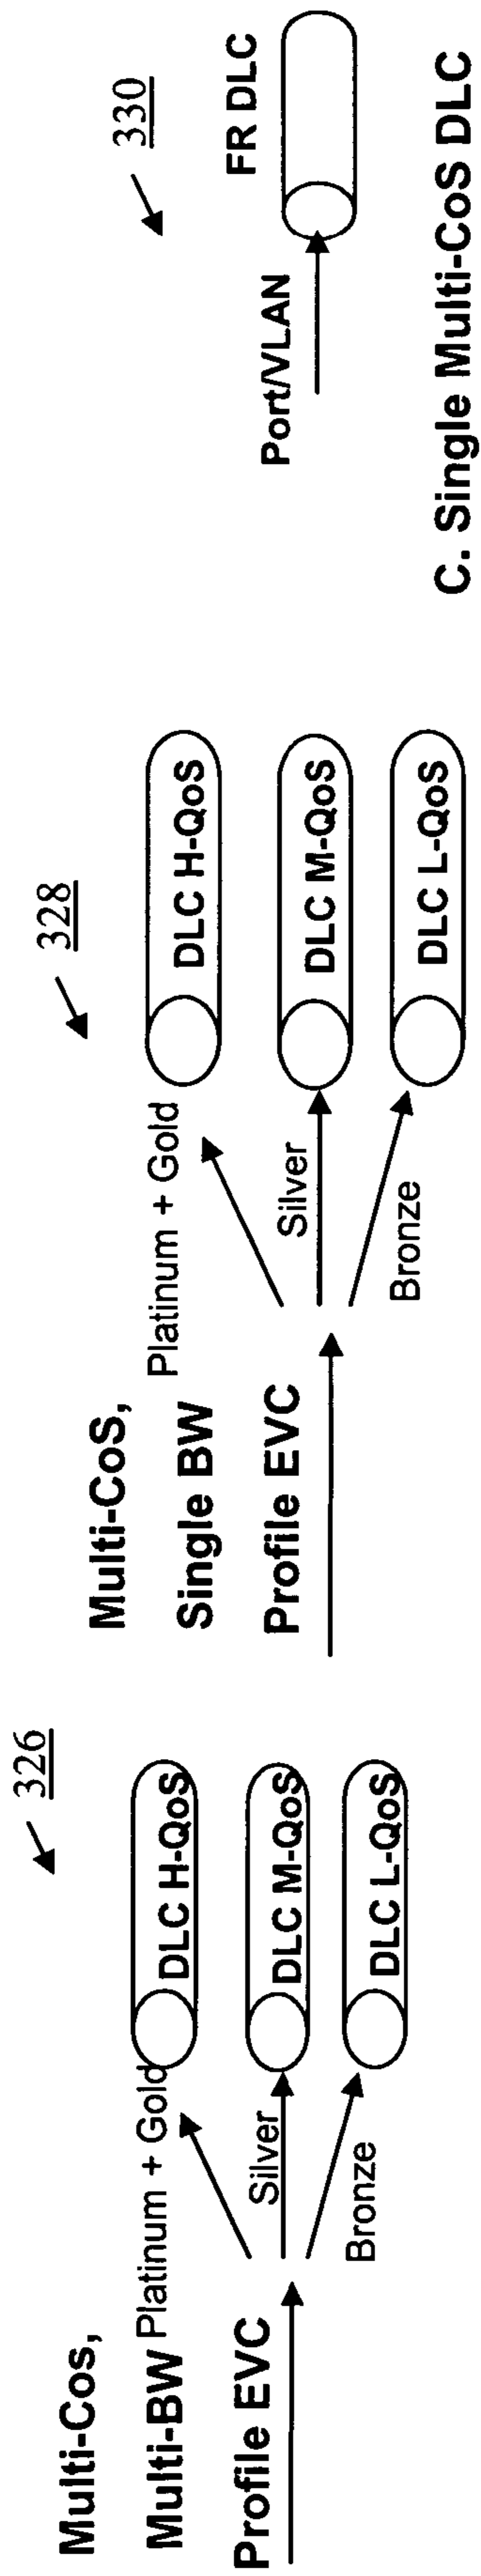 326
Multi-Cos,
Multi-BW
Profile EVC
Platinum + Gold
Silver
Bronze
DLC H-QoS
DLC M-QoS
DLC L-QoS
328
Multi-CoS,
Single BW
Profile EVC
Platinum + Gold
Silver
Bronze
DLC H-QoS
DLC M-QoS
DLC L-QoS
330
Port/VLAN
FR DLC
C. Single Multi-CoS DLC